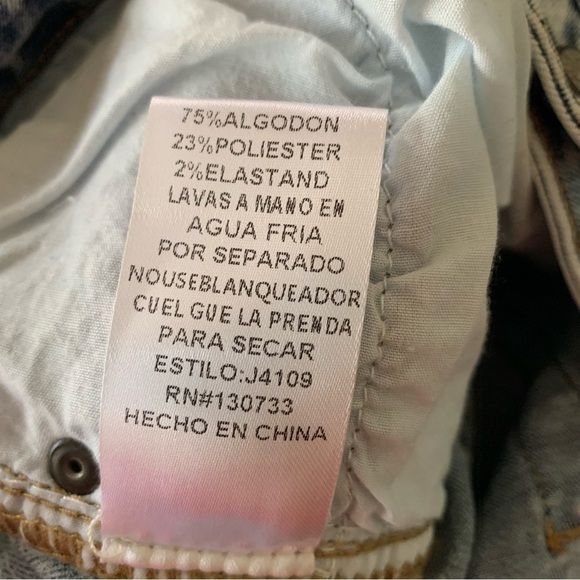 75%ALGODON
23%POLIESTER
2%ELASTAND
LAVAS A MANO EN
AGUA FRIA
POR SEPARADO
NOUSEBLANQUEADOR
CUEL GUE LA PRENDA
PARA SECAR
ESTILO:J4109
RN#130733
HECHO EN CHINA